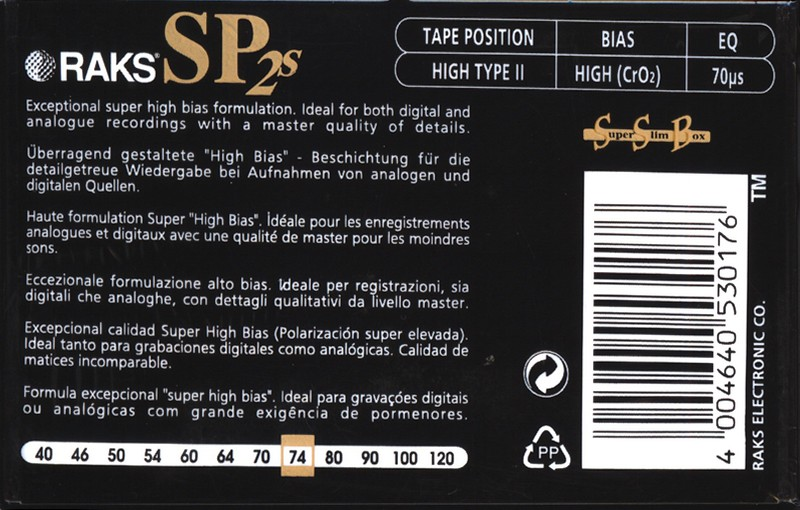 RAKS SP2s
TAPE POSITION BIAS EQ
HIGH TYPE II HIGH (CrO2) 70µs
Exceptional super high bias formulation. Ideal for both digital and
analogue recordings with a master quality of details.
Überragend gestaltete "High Bias" - Beschichtung für die
detailgetreue Wiedergabe bei Aufnahmen von analogen und
digitalen Quellen.
Haute formulation Super "High Bias". İdéale pour les enregistrements
analogues et digitaux avec une qualité de master pour les moindres
sons.
Eccezionale formulazione alto bias. Ideale per registrazioni, sia
digitali che analoghe, con dettagli qualitativi da livello master.
Excepcional calidad Super High Bias (Polarización super elevada).
Ideal tanto para grabaciones digitales como analógicas. Calidad de
matices incomparable.
Formula excepcional "super high bias". Ideal para gravações digitais
ou analógicas com grande exigência de pormenores.
40 46 50 54 60 64 70 74 80 90 100 120
Super Slim Box
4 004640 530176
RAKS ELECTRONIC CO. TM
PP